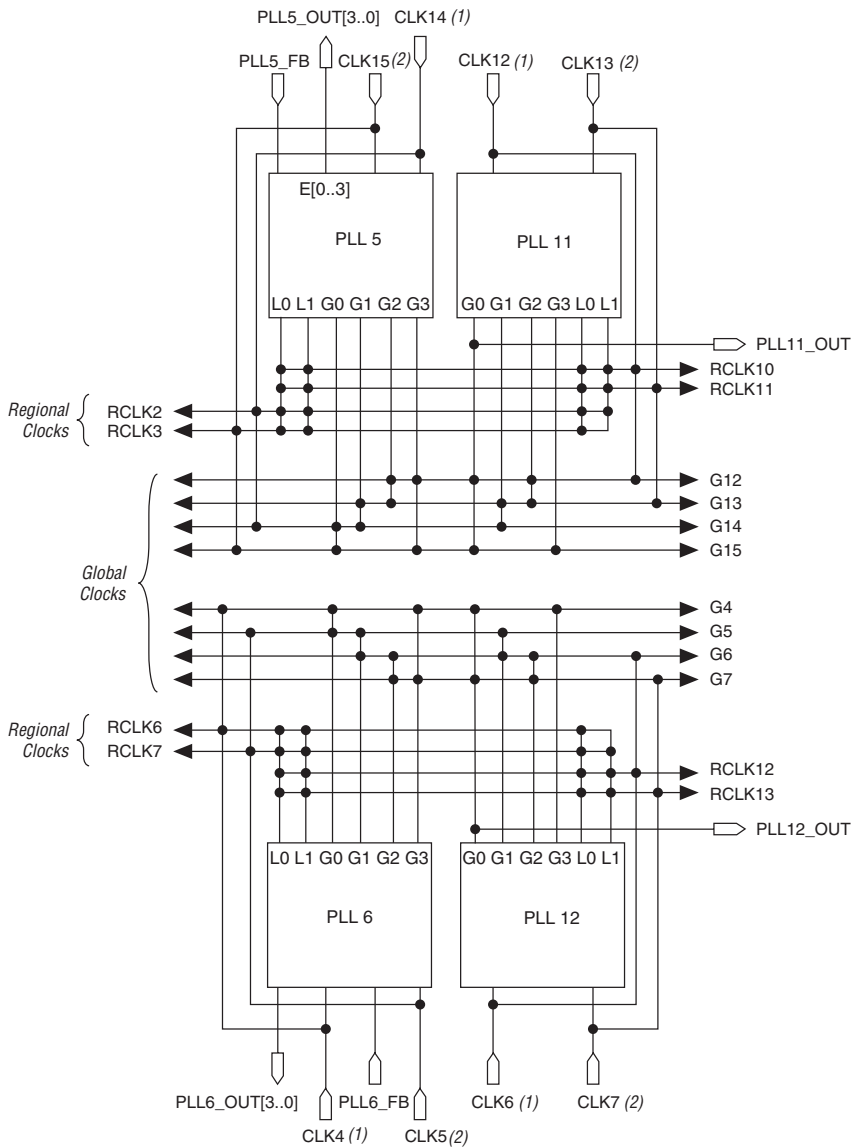 PLL5_OUT[3..0] CLK14 (1)
PLL5_FB CLK15 (2) CLK12 (1) CLK13 (2)
E[0..3]
PLL 5 PLL 11
L0 L1 G0 G1 G2 G3 G0 G1 G2 G3 L0 L1
PLL11_OUT
RCLK10
RCLK11
Regional Clocks
RCLK2
RCLK3
G12
G13
G14
G15
Global Clocks
G4
G5
G6
G7
Regional Clocks
RCLK6
RCLK7
RCLK12
RCLK13
PLL12_OUT
L0 L1 G0 G1 G2 G3 G0 G1 G2 G3 L0 L1
PLL 6 PLL 12
PLL6_OUT[3..0] PLL6_FB CLK6 (1) CLK7 (2)
CLK4 (1) CLK5 (2)